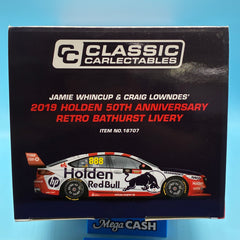 CC CLASSIC
CARLECTABLES
JAMIE WHINCUP & CRAIG LOWNDES'
2019 HOLDEN 50TH ANNIVERSARY
RETRO BATHURST LIVERY
ITEM NO.18707
888
Holden
Red Bull
hp
Mega CASH